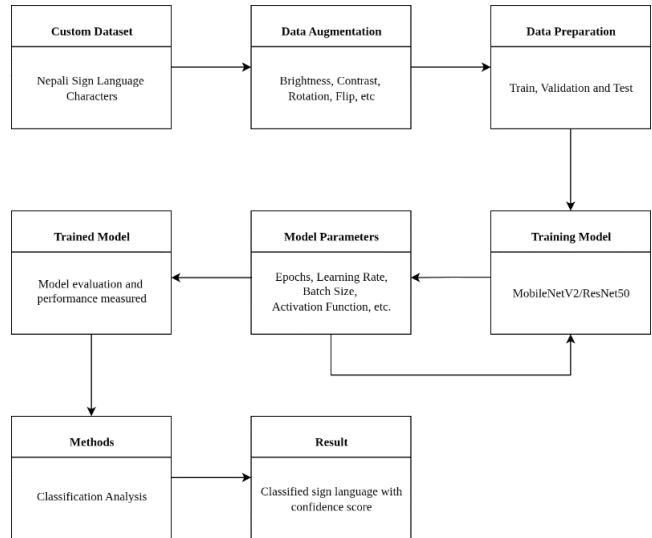 Custom Dataset
Nepali Sign Language
Characters
Data Augmentation
Brightness, Contrast,
Rotation, Flip, etc
Data Preparation
Train, Validation and Test
Trained Model
Model evaluation and
performance measured
Model Parameters
Epochs, Learning Rate,
Batch Size,
Activation Function, etc.
Training Model
MobileNetV2/ResNet50
Methods
Classification Analysis
Result
Classified sign language with
confidence score